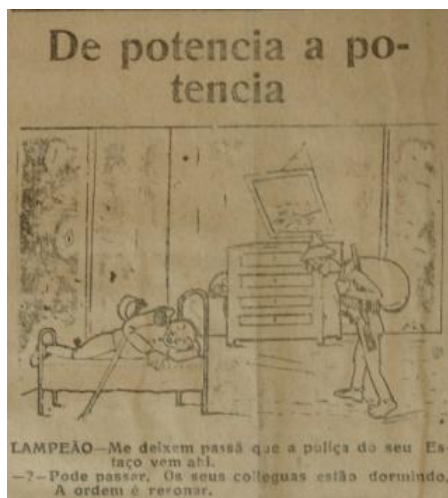 De potencia a po-
tencia
LAMPEÃO—Me deixem passá que a puliça do seu Es-
taço vem ahi.
—?—Pode passar. Os seus colleguas estão dormindo
A ordem é resonar.